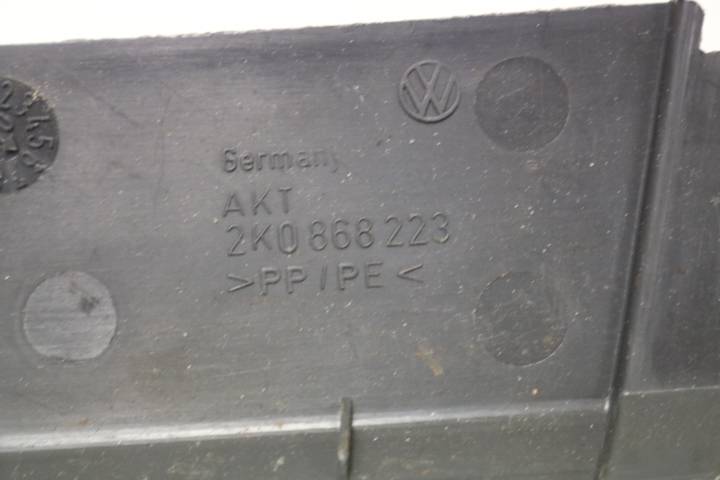 Germany
AKT
2K0 868 223
>PP/PE<